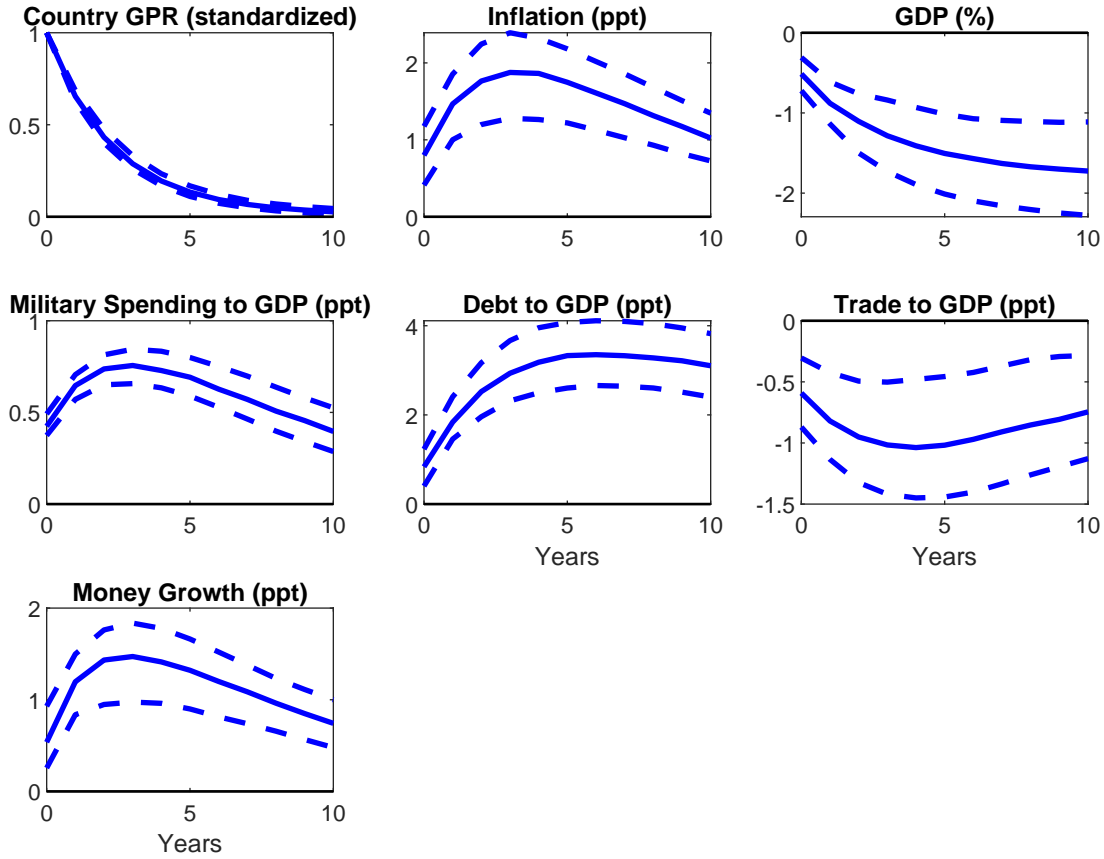 Country GPR (standardized)
1
0.5
0
0 5 10
Inflation (ppt)
2
1
0
0 5 10
GDP (%)
0
-1
-2
0 5 10
Military Spending to GDP (ppt)
1
0.5
0
0 5 10
Debt to GDP (ppt)
4
2
0
0 5 10
Years
Trade to GDP (ppt)
0
-0.5
-1
-1.5
0 5 10
Years
Money Growth (ppt)
2
1
0
0 5 10
Years